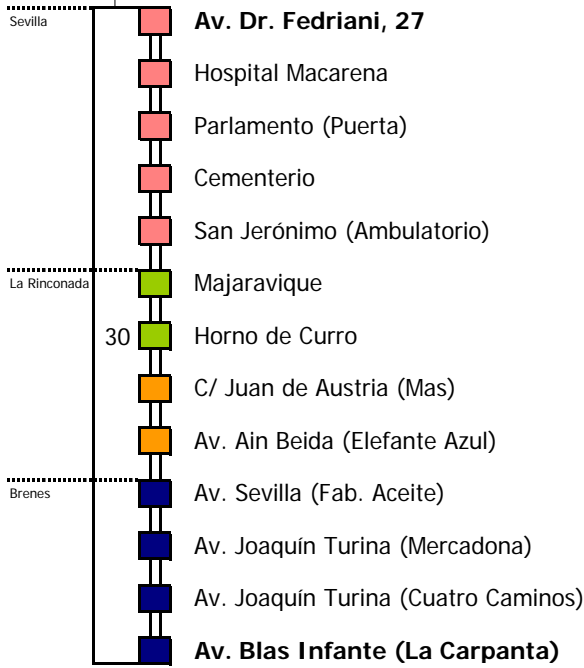 Sevilla
Av. Dr. Fedriani, 27
Hospital Macarena
Parlamento (Puerta)
Cementerio
San Jerónimo (Ambulatorio)
La Rinconada
Majaravique
30
Horno de Curro
C/ Juan de Austria (Mas)
Av. Ain Beida (Elefante Azul)
Brenes
Av. Sevilla (Fab. Aceite)
Av. Joaquín Turina (Mercadona)
Av. Joaquín Turina (Cuatro Caminos)
Av. Blas Infante (La Carpanta)